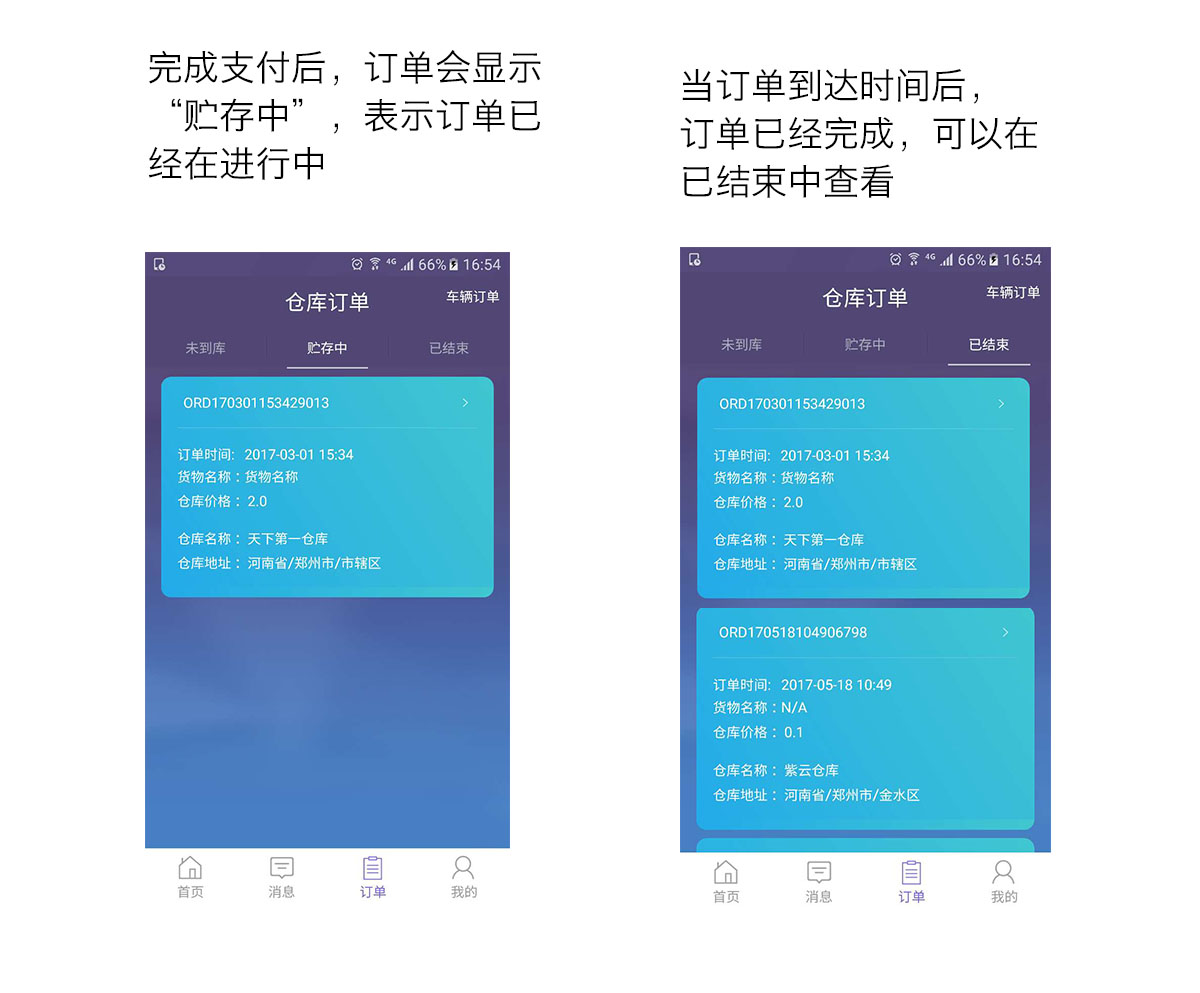 完成支付后，订单会显示
“贮存中”，表示订单已
经在进行中
当订单到达时间后，
订单已经完成，可以在
已结束中查看
4G 66% 16:54
仓库订单 车辆订单
未到库 贮存中 已结束
ORD170301153429013
订单时间: 2017-03-01 15:34
货物名称：货物名称
仓库价格： 2.0
仓库名称： 天下第一仓库
仓库地址： 河南省/郑州市/市辖区
首页 消息 订单 我的
4G 66% 16:54
仓库订单 车辆订单
未到库 贮存中 已结束
ORD170301153429013
订单时间: 2017-03-01 15:34
货物名称：货物名称
仓库价格： 2.0
仓库名称： 天下第一仓库
仓库地址： 河南省/郑州市/市辖区
ORD170518104906798
订单时间: 2017-05-18 10:49
货物名称：N/A
仓库价格： 0.1
仓库名称： 紫云仓库
仓库地址： 河南省/郑州市/金水区
首页 消息 订单 我的